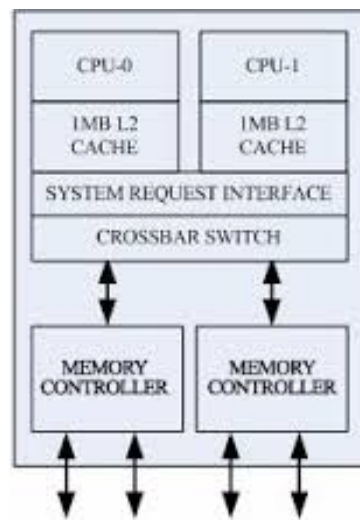 CPU-0
CPU-1
1MB L2
CACHE
1MB L2
CACHE
SYSTEM REQUEST INTERFACE
CROSSBAR SWITCH
MEMORY
CONTROLLER
MEMORY
CONTROLLER